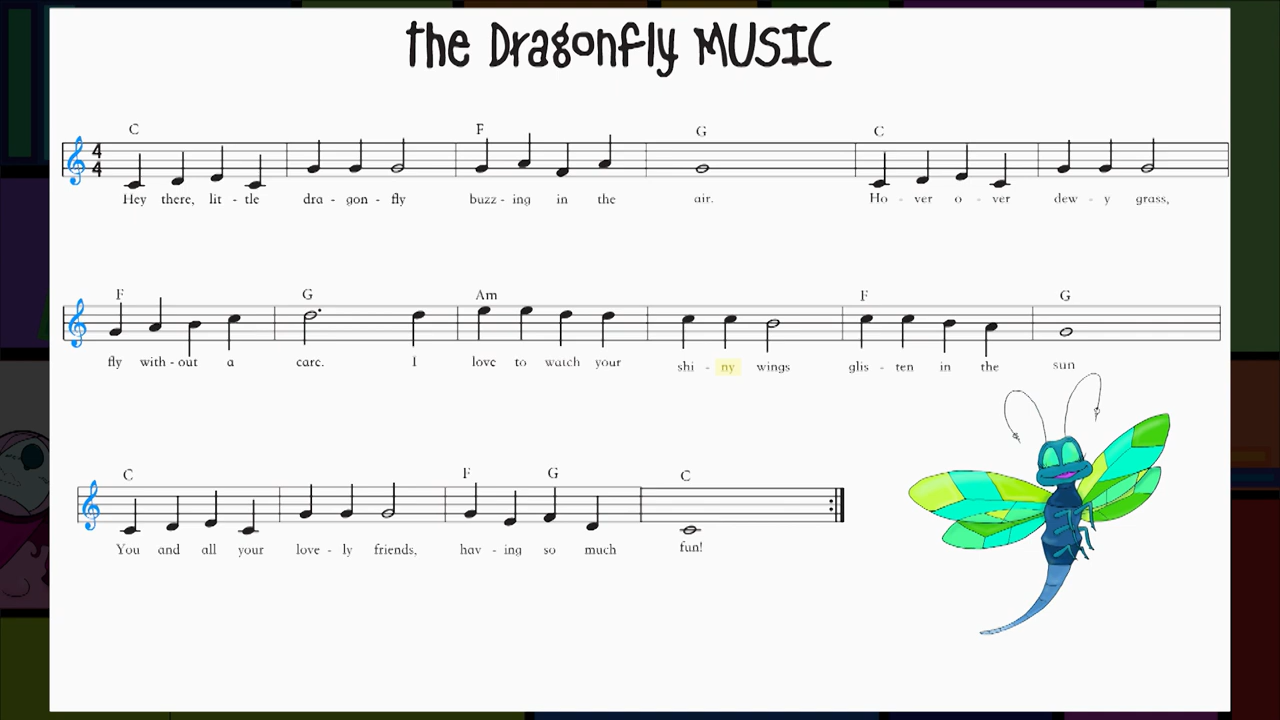 the Dragonfly MUSIC
C F G C
4
4
Hey there, lit - tle dra - gon - fly buzz - ing in the air. Ho - ver o - ver dew - y grass,
F G Am F G
fly with - out a care. I love to watch your shi - ny wings glis - ten in the sun
C F G C
You and all your love - ly friends, hav - ing so much fun!